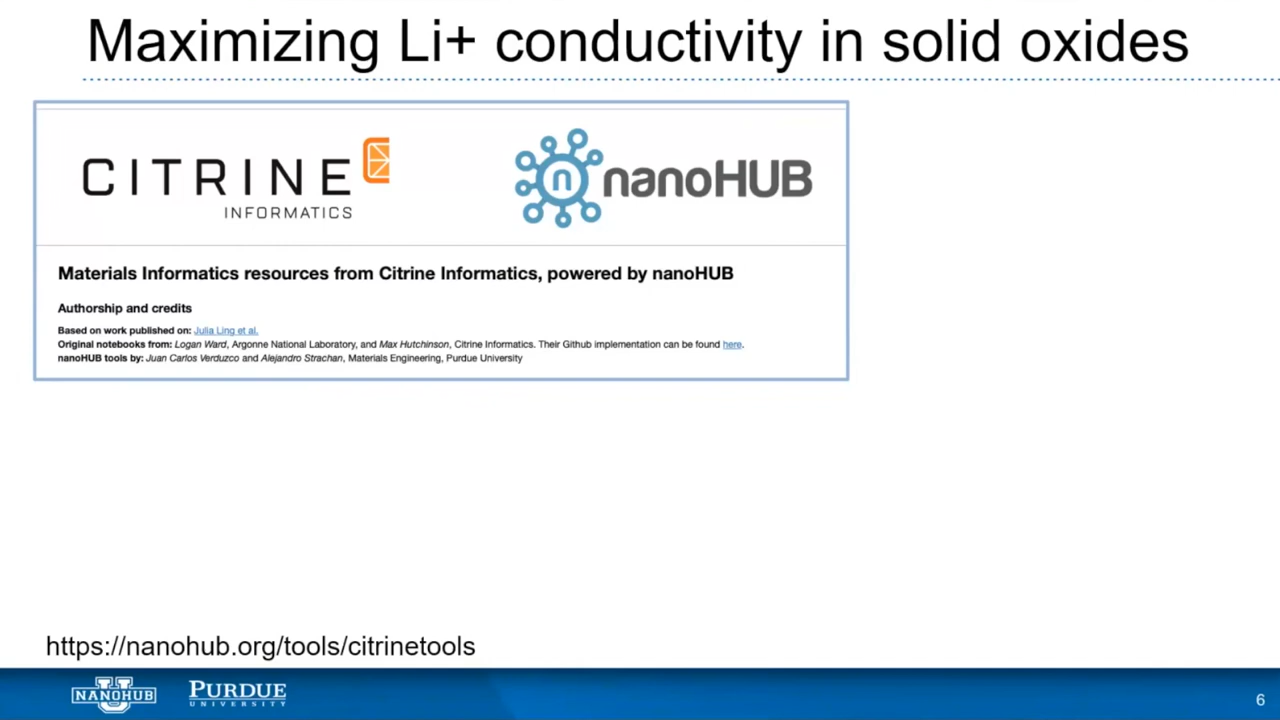 Maximizing Li+ conductivity in solid oxides
CITRINE
INFORMATICS
n nanoHUB
Materials Informatics resources from Citrine Informatics, powered by nanoHUB
Authorship and credits
Based on work published on: Julia Ling et al.
Original notebooks from: Logan Ward, Argonne National Laboratory, and Max Hutchinson, Citrine Informatics. Their Github implementation can be found here.
nanoHUB tools by: Juan Carlos Verduzco and Alejandro Strachan, Materials Engineering, Purdue University
https://nanohub.org/tools/citrinetools
U
NANOHUB
PURDUE
UNIVERSITY
6